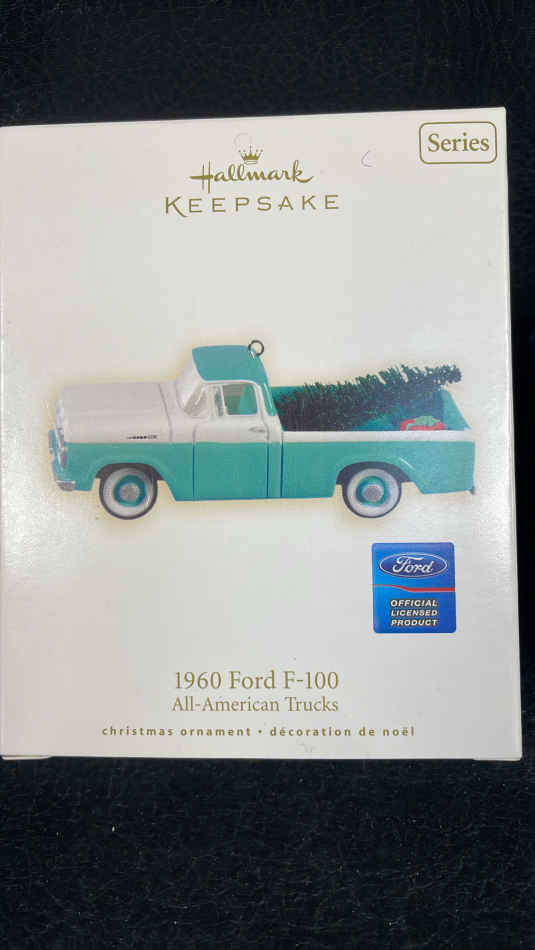 Series
Hallmark
KEEPSAKE
Ford
OFFICIAL
LICENSED
PRODUCT
1960 Ford F-100
All-American Trucks
christmas ornament • décoration de noël